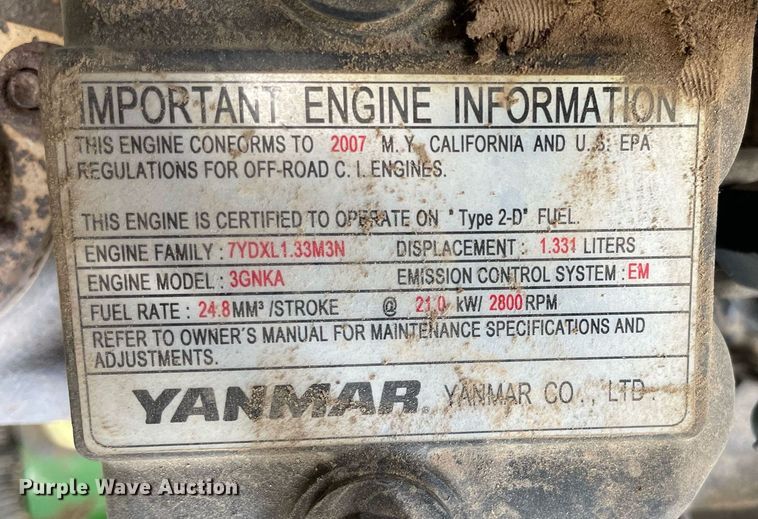 IMPORTANT ENGINE INFORMATION
THIS ENGINE CONFORMS TO 2007 M.Y. CALIFORNIA AND U.S. EPA
REGULATIONS FOR OFF-ROAD C.I. ENGINES.
THIS ENGINE IS CERTIFIED TO OPERATE ON "Type 2-D" FUEL.
ENGINE FAMILY : 7YDXL1.33M3N DISPLACEMENT : 1.331 LITERS
ENGINE MODEL : 3GNKA EMISSION CONTROL SYSTEM : EM
FUEL RATE : 24.8 MM³ /STROKE @ 21.0 kW/ 2800 RPM
REFER TO OWNER'S MANUAL FOR MAINTENANCE SPECIFICATIONS AND
ADJUSTMENTS.
YANMAR. YANMAR CO., LTD.
Purple Wave Auction